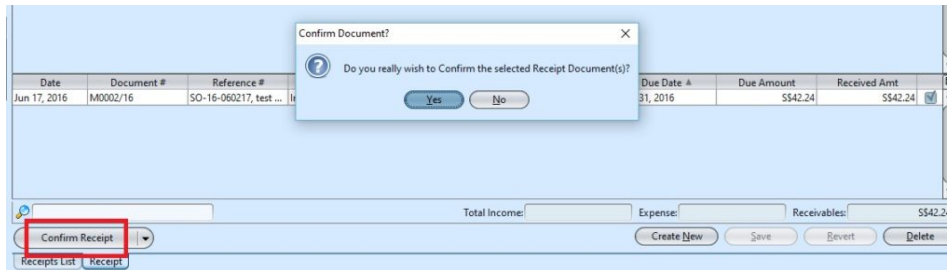 Confirm Document?
Do you really wish to Confirm the selected Receipt Document(s)?
Yes No
Date Document # Reference # Due Date Due Amount Received Amt
Jun 17, 2016 M0002/16 SO-16-060217, test ... 31, 2016 S$42.24 S$42.24
Total Income: Expense: Receivables: S$42.2
Confirm Receipt Create New Save Revert Delete
Receipts List Receipt